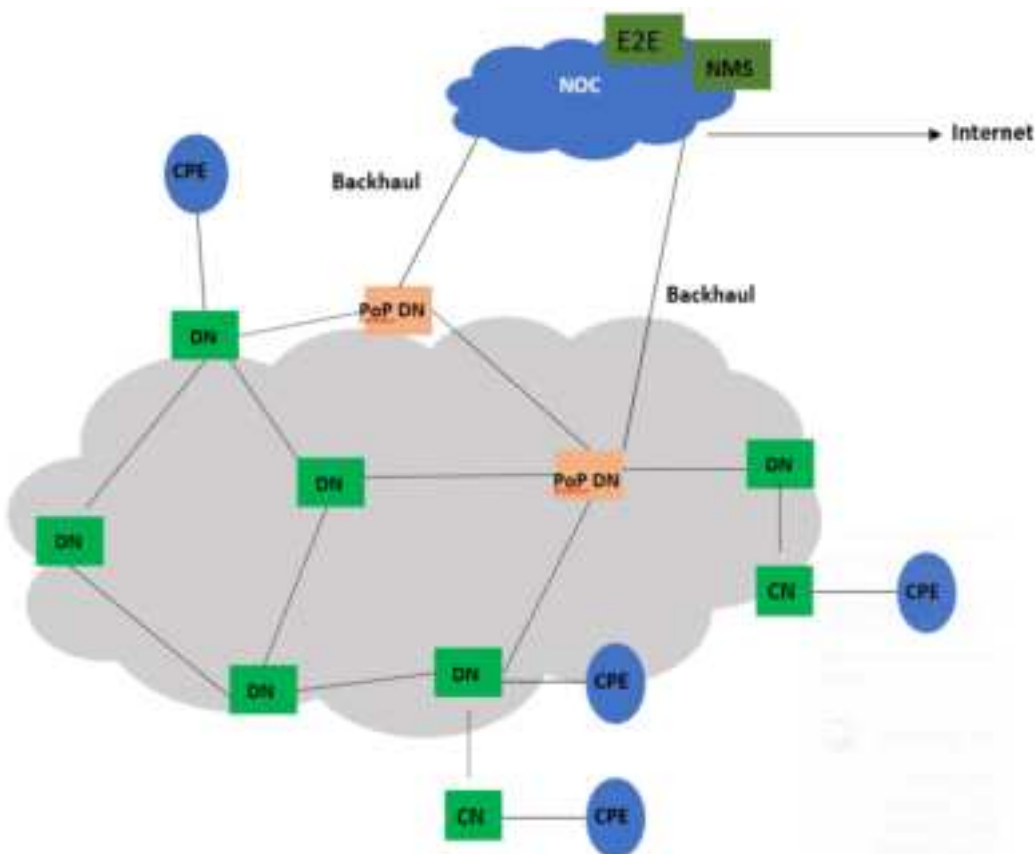 E2E
NMS
NOC
Internet
CPE
Backhaul
PoP DN
Backhaul
DN
DN
PoP DN
DN
DN
CN
CPE
DN
DN
CPE
CN
CPE